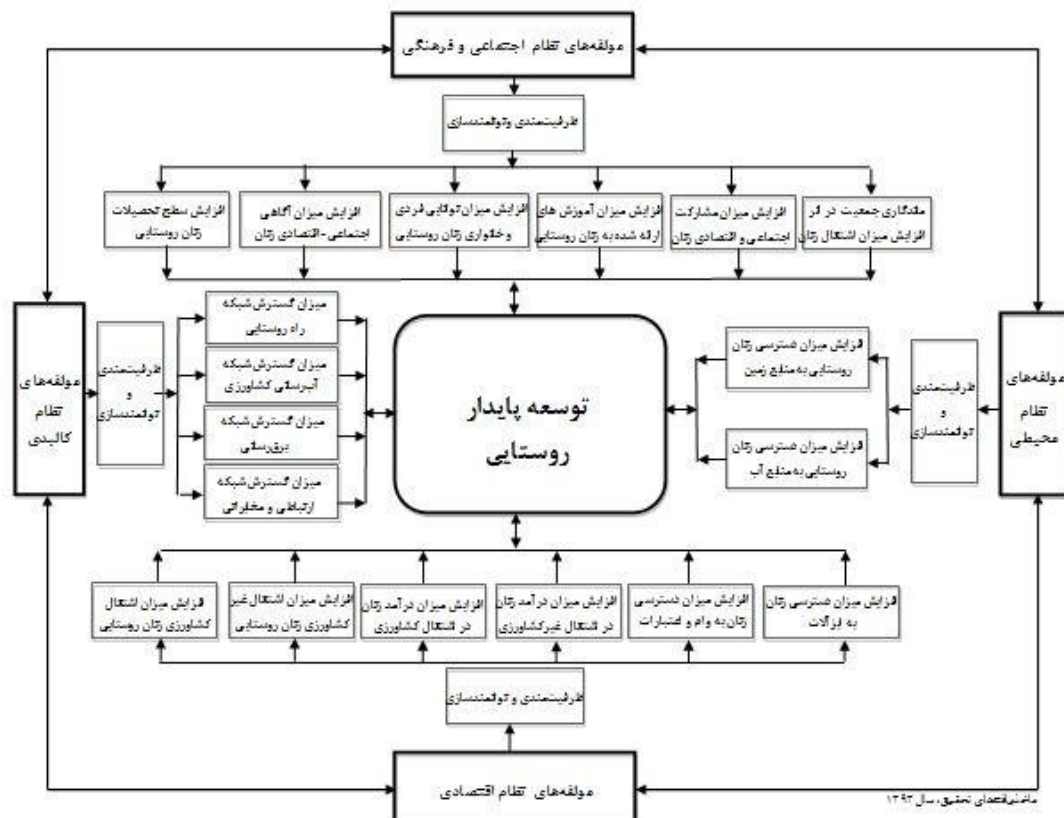 مولفه‌های نظام اجتماعی و فرهنگی
ظرفیت‌مندی وتوانمندسازی
ماندگاری جمعیت در اثر
افزایش میزان اشتغال زنان
افزایش میزان مشارکت
اجتماعی و اقتصادی زنان
افزایش میزان آموزش های
ارائه شده به زنان روستایی
افزایش میزان توانایی فردی
و خانواری زنان روستایی
افزایش میزان آگاهی
اجتماعی-اقتصادی زنان
افزایش سطح تحصیلات
زنان روستایی
مولفه‌های
نظام
محیطی
ظرفیت‌مندی
و
توانمندسازی
افزایش میزان دسترسی زنان
روستایی به منابع زمین
افزایش میزان دسترسی زنان
روستایی به منابع آب
توسعه پایدار
روستایی
میزان گسترش شبکه
راه روستایی
میزان گسترش شبکه
آبرسانی کشاورزی
میزان گسترش شبکه
برق‌رسانی
میزان گسترش شبکه
ارتباطی و مخابراتی
ظرفیت‌مندی
و
توانمندسازی
مولفه‌های
نظام
کالبدی
افزایش میزان دسترسی زنان
به
افزایش میزان دسترسی
زنان به وام و اعتبارات
افزایش میزان درآمد زنان
در اشتغال غیرکشاورزی
افزایش میزان درآمد زنان
در اشتغال کشاورزی
افزایش میزان اشتغال غیر
کشاورزی زنان روستایی
افزایش میزان اشتغال
کشاورزی زنان روستایی
ظرفیت‌مندی و توانمندسازی
مولفه‌های نظام اقتصادی
تحقیق، سال ۱۳۹۳